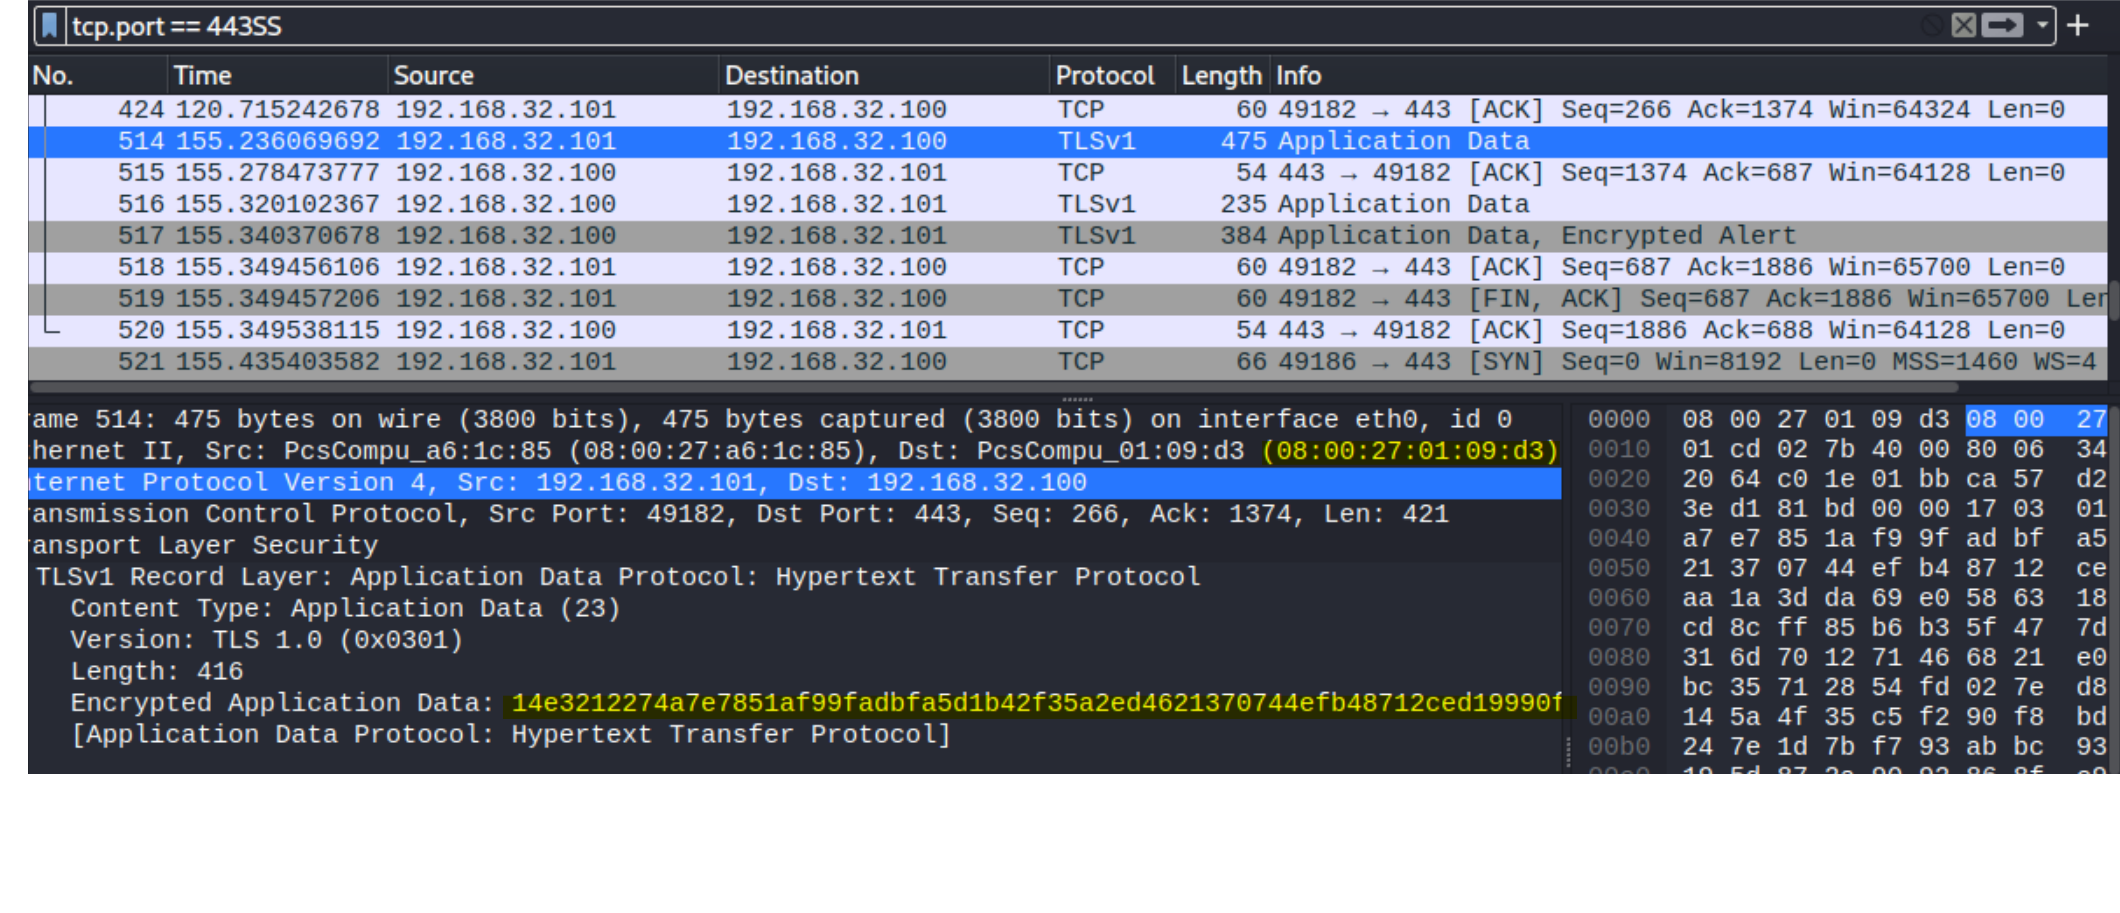 tcp.port == 443SS
No. Time Source Destination Protocol Length Info
424 120.715242678 192.168.32.101 192.168.32.100 TCP 60 49182 → 443 [ACK] Seq=266 Ack=1374 Win=64324 Len=0
514 155.236069692 192.168.32.101 192.168.32.100 TLSv1 475 Application Data
515 155.278473777 192.168.32.100 192.168.32.101 TCP 54 443 → 49182 [ACK] Seq=1374 Ack=687 Win=64128 Len=0
516 155.320102367 192.168.32.100 192.168.32.101 TLSv1 235 Application Data
517 155.340370678 192.168.32.100 192.168.32.101 TLSv1 384 Application Data, Encrypted Alert
518 155.349456106 192.168.32.101 192.168.32.100 TCP 60 49182 → 443 [ACK] Seq=687 Ack=1886 Win=65700 Len=0
519 155.349457206 192.168.32.101 192.168.32.100 TCP 60 49182 → 443 [FIN, ACK] Seq=687 Ack=1886 Win=65700 Ler
520 155.349538115 192.168.32.100 192.168.32.101 TCP 54 443 → 49182 [ACK] Seq=1886 Ack=688 Win=64128 Len=0
521 155.435403582 192.168.32.101 192.168.32.100 TCP 66 49186 → 443 [SYN] Seq=0 Win=8192 Len=0 MSS=1460 WS=4
rame 514: 475 bytes on wire (3800 bits), 475 bytes captured (3800 bits) on interface eth0, id 0
hernet II, Src: PcsCompu_a6:1c:85 (08:00:27:a6:1c:85), Dst: PcsCompu_01:09:d3 (08:00:27:01:09:d3)
ternet Protocol Version 4, Src: 192.168.32.101, Dst: 192.168.32.100
ansmission Control Protocol, Src Port: 49182, Dst Port: 443, Seq: 266, Ack: 1374, Len: 421
ansport Layer Security
TLSv1 Record Layer: Application Data Protocol: Hypertext Transfer Protocol
Content Type: Application Data (23)
Version: TLS 1.0 (0x0301)
Length: 416
Encrypted Application Data: 14e3212274a7e7851af99fadbfa5d1b42f35a2ed4621370744efb48712ced19990f
[Application Data Protocol: Hypertext Transfer Protocol]
0000 08 00 27 01 09 d3 08 00 27
0010 01 cd 02 7b 40 00 80 06 34
0020 20 64 c0 1e 01 bb ca 57 d2
0030 3e d1 81 bd 00 00 17 03 01
0040 a7 e7 85 1a f9 9f ad bf a5
0050 21 37 07 44 ef b4 87 12 ce
0060 aa 1a 3d da 69 e0 58 63 18
0070 cd 8c ff 85 b6 b3 5f 47 7d
0080 31 6d 70 12 71 46 68 21 e0
0090 bc 35 71 28 54 fd 02 7e d8
00a0 14 5a 4f 35 c5 f2 90 f8 bd
00b0 24 7e 1d 7b f7 93 ab bc 93